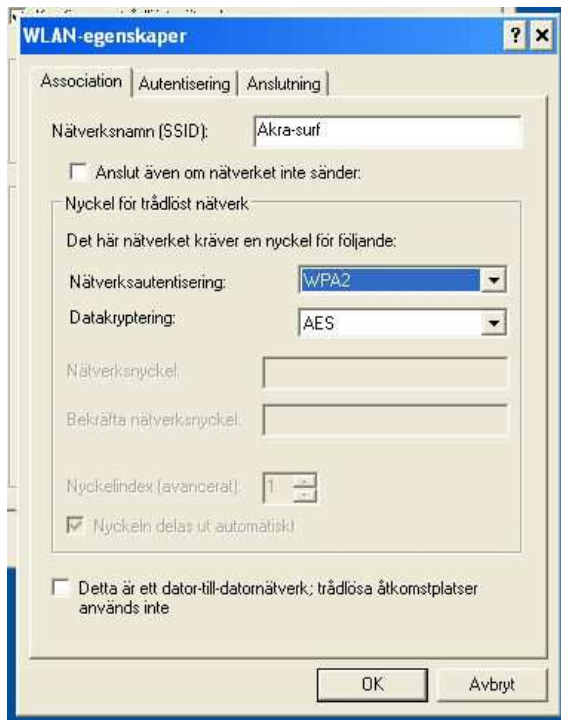 WLAN-egenskaper
Association Autentisering Anslutning
Nätverksnamn (SSID): Akra-surf
Anslut även om nätverket inte sänder:
Nyckel för trådlöst nätverk
Det här nätverket kräver en nyckel för följande:
Nätverksautentisering: WPA2
Datakryptering: AES
Nätverksnyckel:
Bekräfta nätverksnyckel:
Nyckelindex (avancerat): 1
Nyckeln delas ut automatiskt
Detta är ett dator-till-datornätverk; trådlösa åtkomstplatser
används inte
OK Avbryt